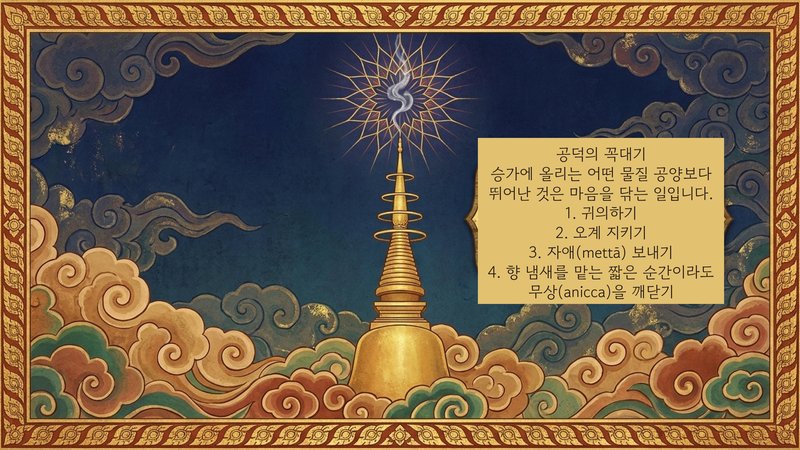 공덕의 꼭대기
승가에 올리는 어떤 물질 공양보다
뛰어난 것은 마음을 닦는 일입니다.
1. 귀의하기
2. 오계 지키기
3. 자애(mettā) 보내기
4. 향 냄새를 맡는 짧은 순간이라도
무상(anicca)을 깨닫기